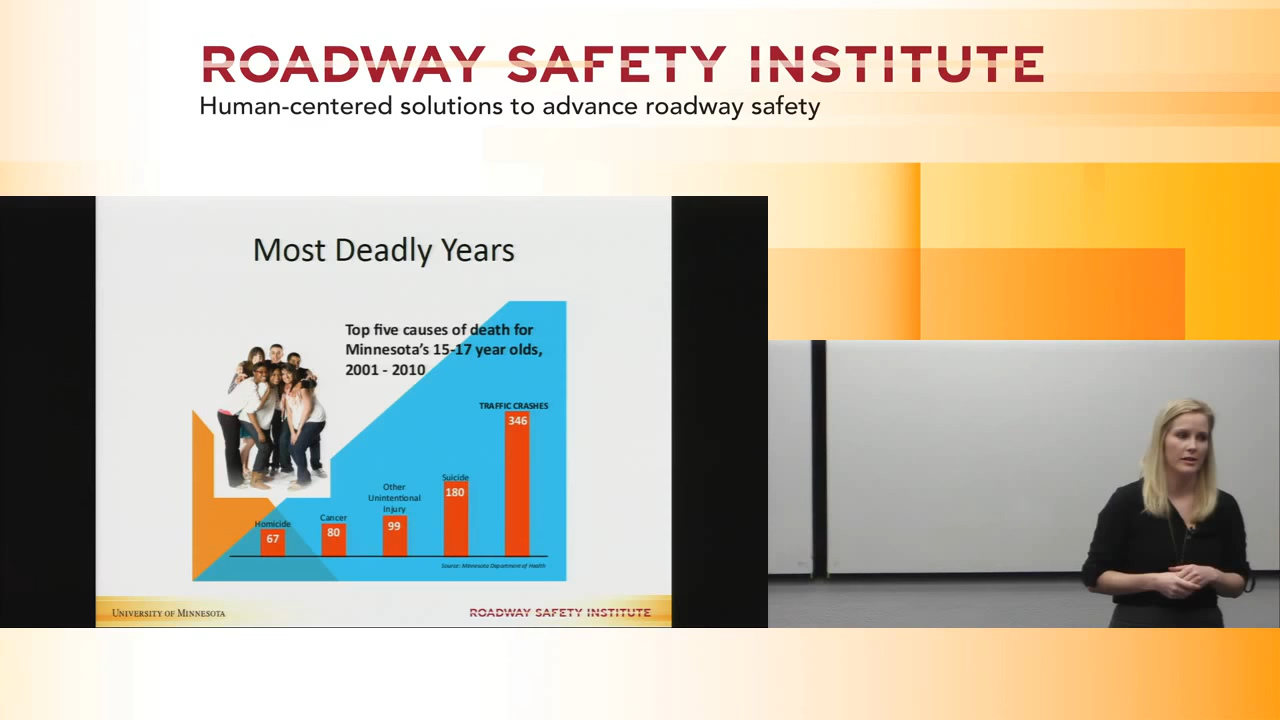 ROADWAY SAFETY INSTITUTE
Human-centered solutions to advance roadway safety
Most Deadly Years
Top five causes of death for
Minnesota's 15-17 year olds,
2001 - 2010
TRAFFIC CRASHES
346
Suicide
180
Other
Unintentional
Injury
99
Cancer
80
Homicide
67
Source: Minnesota Department of Health
UNIVERSITY OF MINNESOTA
ROADWAY SAFETY INSTITUTE